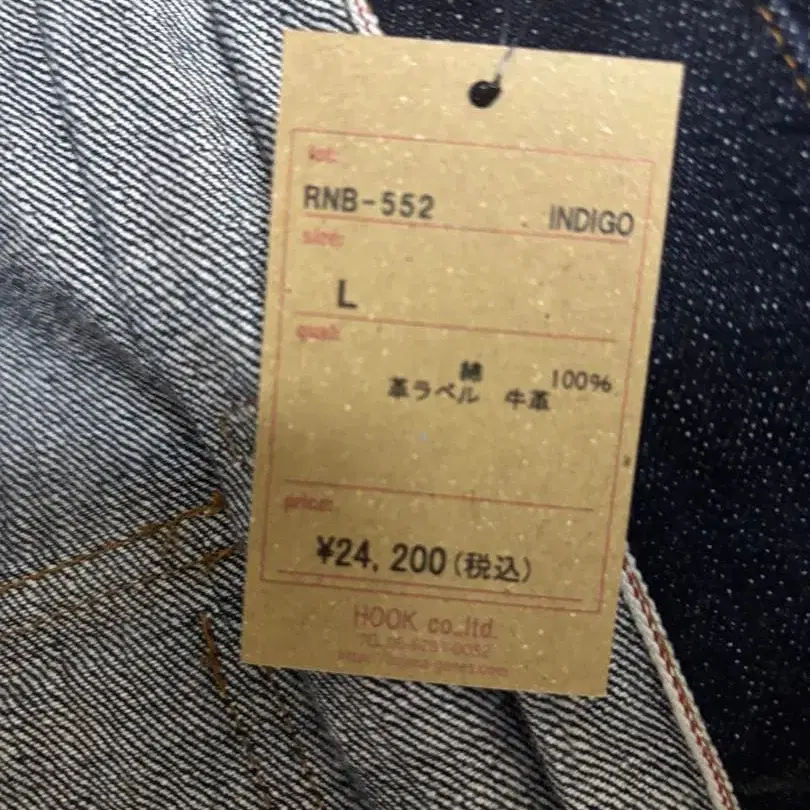 lot:
RNB-552 INDIGO
size:
L
qual:
綿 100%
革ラベル 牛革
price:
¥24,200(税込)
HOOK co.,ltd.